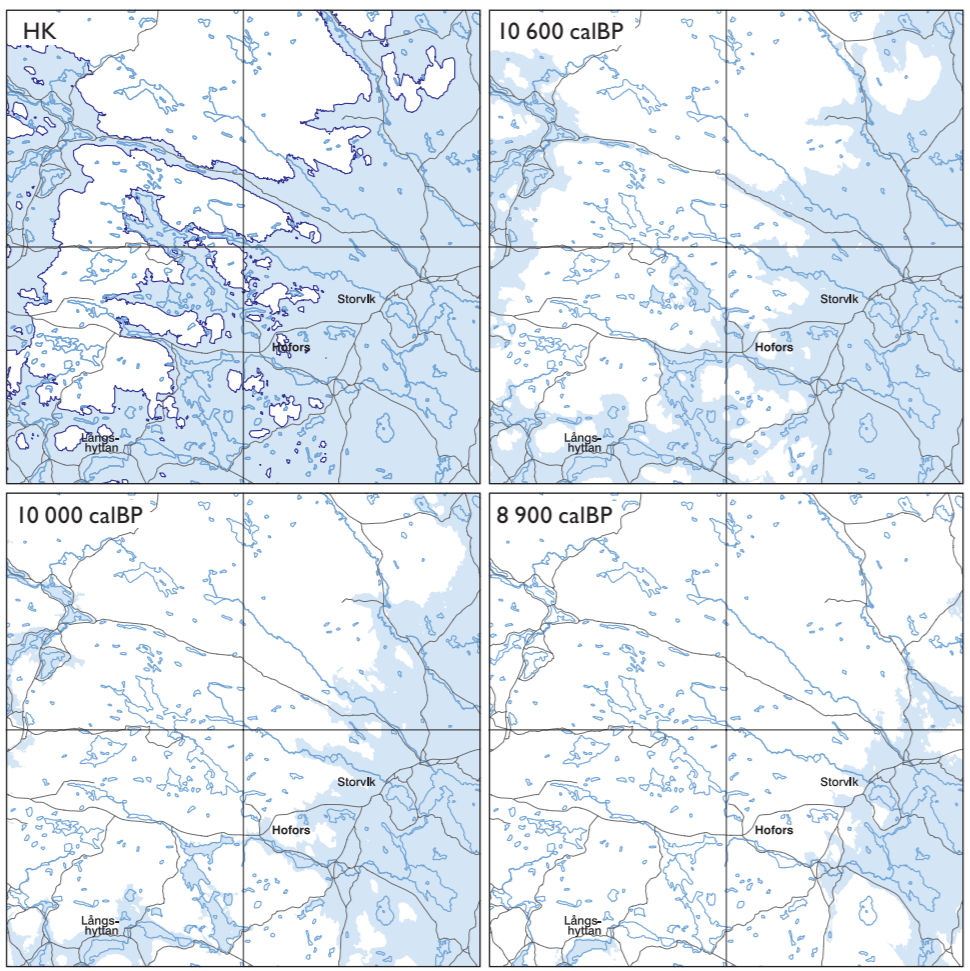 HK
Storvik
Hofors
Långs-
hyttan
10 600 calBP
Storvik
Hofors
Långs-
hyttan
10 000 calBP
Storvik
Hofors
Långs-
hyttan
8 900 calBP
Storvik
Hofors
Långs-
hyttan